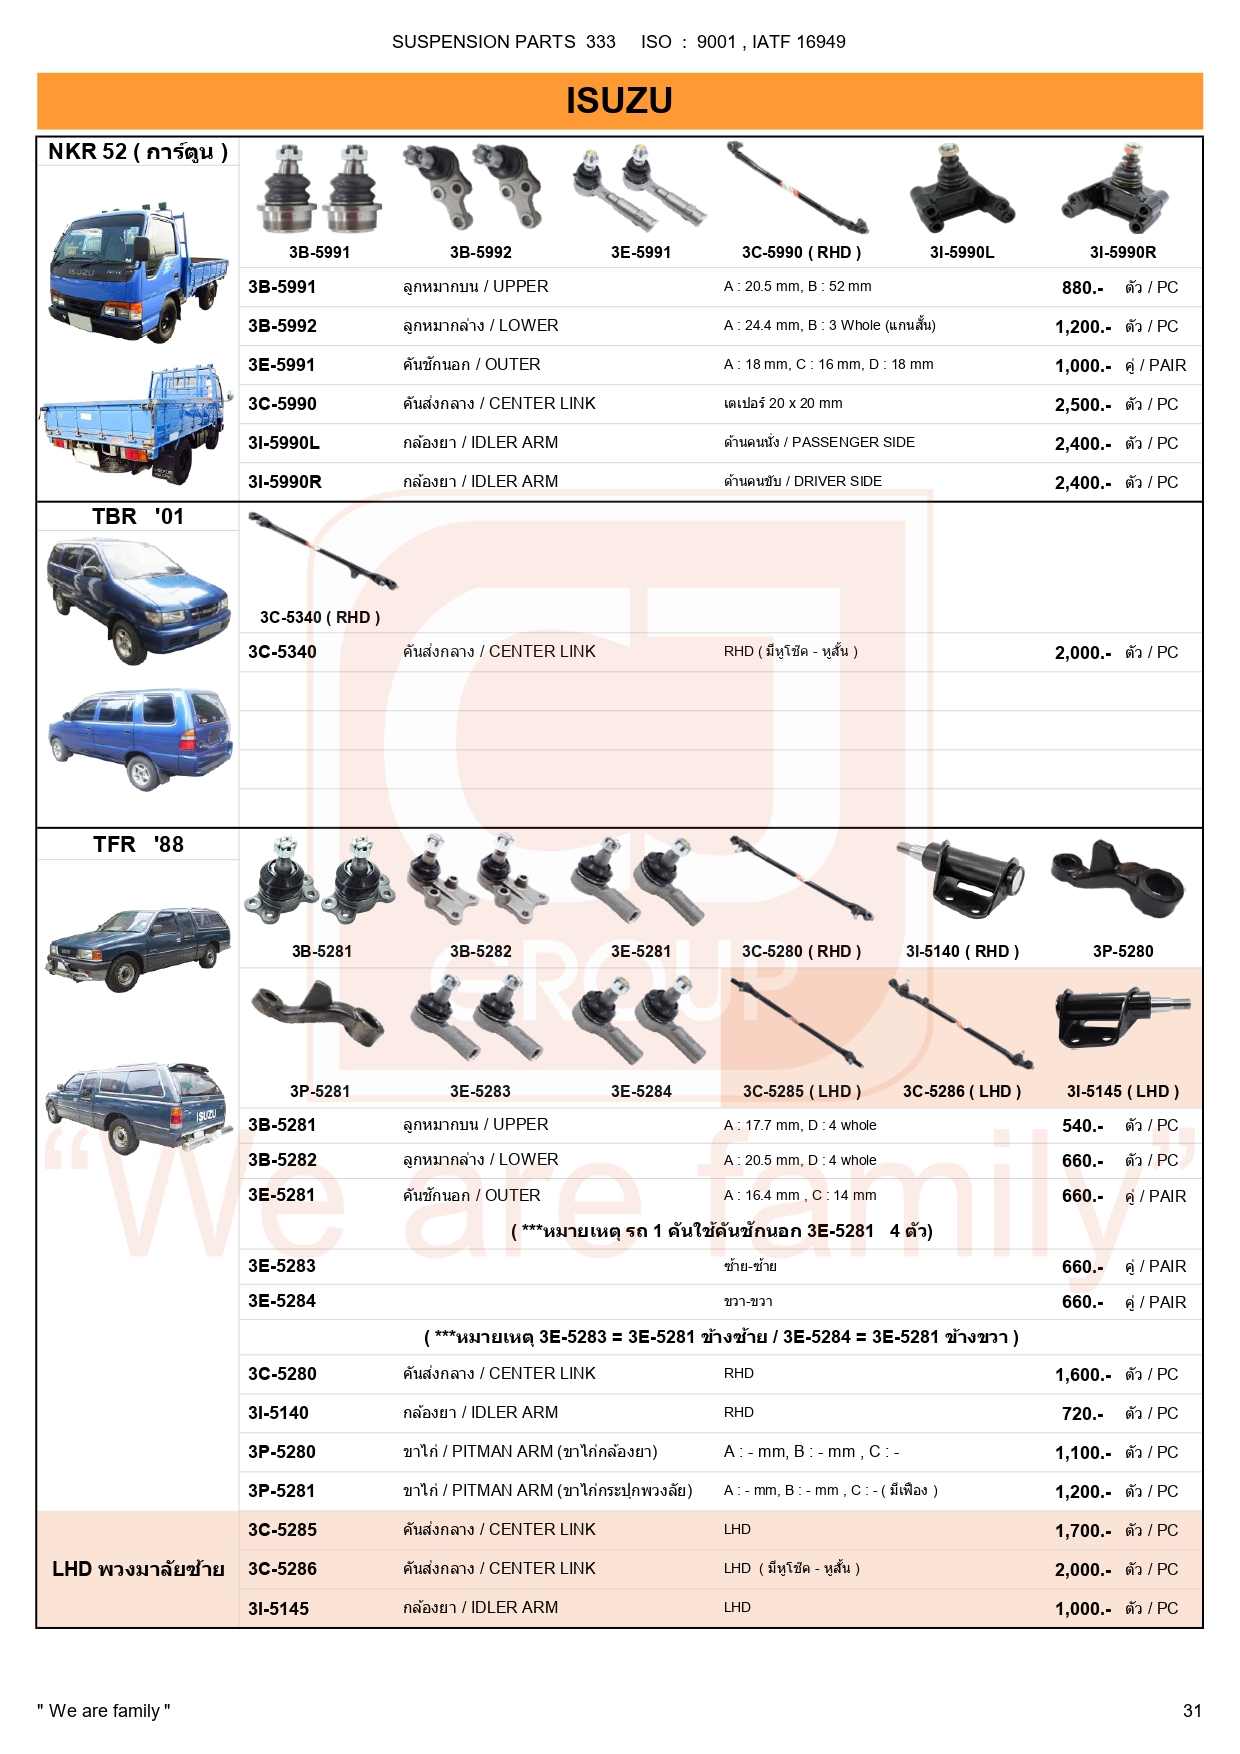 SUSPENSION PARTS 333 ISO : 9001 , IATF 16949
ISUZU
NKR 52 ( การ์ตูน )
3B-5991 3B-5992 3E-5991 3C-5990 ( RHD ) 3I-5990L 3I-5990R
3B-5991 ลูกหมากบน / UPPER A : 20.5 mm, B : 52 mm 880.- ตัว / PC
3B-5992 ลูกหมากล่าง / LOWER A : 24.4 mm, B : 3 Whole (แกนสั้น) 1,200.- ตัว / PC
3E-5991 คันชักนอก / OUTER A : 18 mm, C : 16 mm, D : 18 mm 1,000.- คู่ / PAIR
3C-5990 คันส่งกลาง / CENTER LINK เตเปอร์ 20 x 20 mm 2,500.- ตัว / PC
3I-5990L กล้องยา / IDLER ARM ด้านคนนั่ง / PASSENGER SIDE 2,400.- ตัว / PC
3I-5990R กล้องยา / IDLER ARM ด้านคนขับ / DRIVER SIDE 2,400.- ตัว / PC
TBR '01
3C-5340 ( RHD )
3C-5340 คันส่งกลาง / CENTER LINK RHD ( มีหูโช๊ค - หูสั้น ) 2,000.- ตัว / PC
TFR '88
3B-5281 3B-5282 3E-5281 3C-5280 ( RHD ) 3I-5140 ( RHD ) 3P-5280
GROUP
3P-5281 3E-5283 3E-5284 3C-5285 ( LHD ) 3C-5286 ( LHD ) 3I-5145 ( LHD )
ISUZU
3B-5281 ลูกหมากบน / UPPER A : 17.7 mm, D : 4 whole 540.- ตัว / PC
3B-5282 ลูกหมากล่าง / LOWER A : 20.5 mm, D : 4 whole 660.- ตัว / PC
"We are family"
3E-5281 คันชักนอก / OUTER A : 16.4 mm , C : 14 mm 660.- คู่ / PAIR
( ***หมายเหตุ รถ 1 คันใช้คันชักนอก 3E-5281 4 ตัว)
3E-5283 ซ้าย-ซ้าย 660.- คู่ / PAIR
3E-5284 ขวา-ขวา 660.- คู่ / PAIR
( ***หมายเหตุ 3E-5283 = 3E-5281 ข้างซ้าย / 3E-5284 = 3E-5281 ข้างขวา )
3C-5280 คันส่งกลาง / CENTER LINK RHD 1,600.- ตัว / PC
3I-5140 กล้องยา / IDLER ARM RHD 720.- ตัว / PC
3P-5280 ขาไก่ / PITMAN ARM (ขาไก่กล้องยา) A : - mm, B : - mm , C : - 1,100.- ตัว / PC
3P-5281 ขาไก่ / PITMAN ARM (ขาไก่กระปุกพวงลัย) A : - mm, B : - mm , C : - ( มีเฟือง ) 1,200.- ตัว / PC
3C-5285 คันส่งกลาง / CENTER LINK LHD 1,700.- ตัว / PC
LHD พวงมาลัยซ้าย 3C-5286 คันส่งกลาง / CENTER LINK LHD ( มีหูโช๊ค - หูสั้น ) 2,000.- ตัว / PC
3I-5145 กล้องยา / IDLER ARM LHD 1,000.- ตัว / PC
" We are family " 31